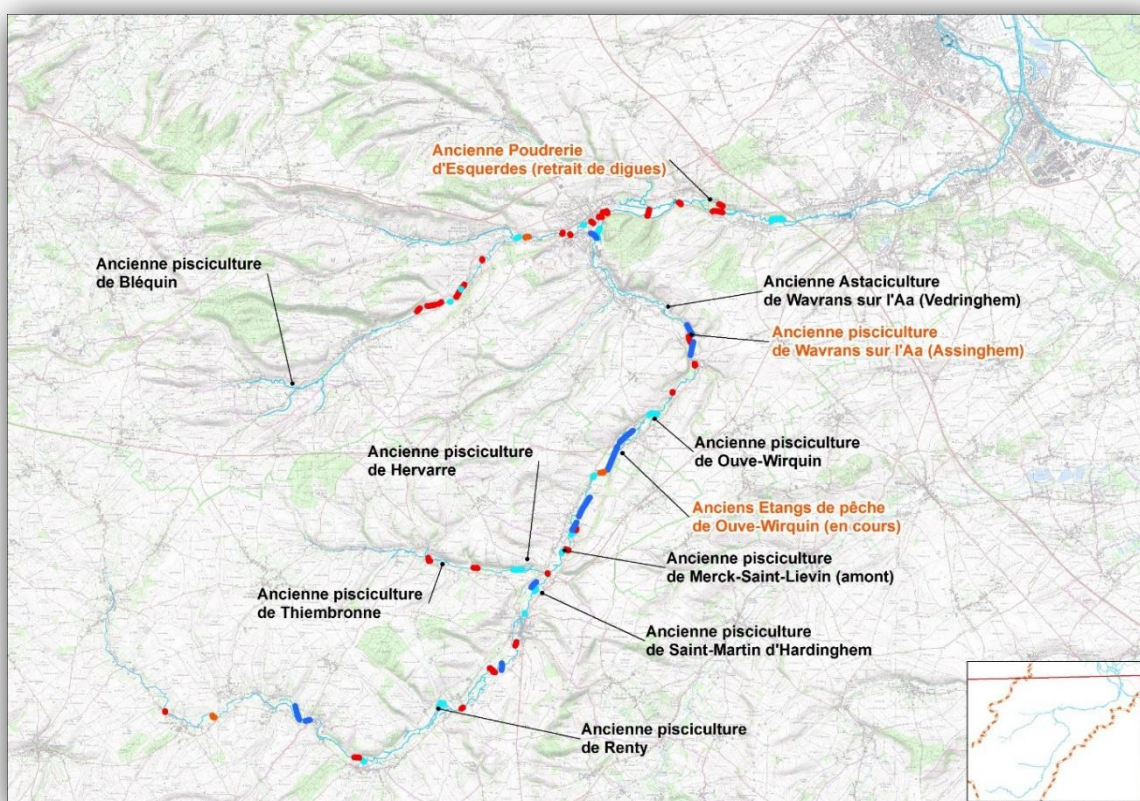 Ancienne Poudrerie
d'Esquerdes (retrait de digues)
Ancienne pisciculture
de Bléquin
Ancienne Astaciculture
de Wavrans sur l'Aa (Vedringhem)
Ancienne pisciculture
de Wavrans sur l'Aa (Assinghem)
Ancienne pisciculture
de Ouve-Wirquin
Ancienne pisciculture
de Hervarre
Anciens Etangs de pêche
de Ouve-Wirquin (en cours)
Ancienne pisciculture
de Merck-Saint-Lievin (amont)
Ancienne pisciculture
de Thiembronne
Ancienne pisciculture
de Saint-Martin d'Hardinghem
Ancienne pisciculture
de Renty